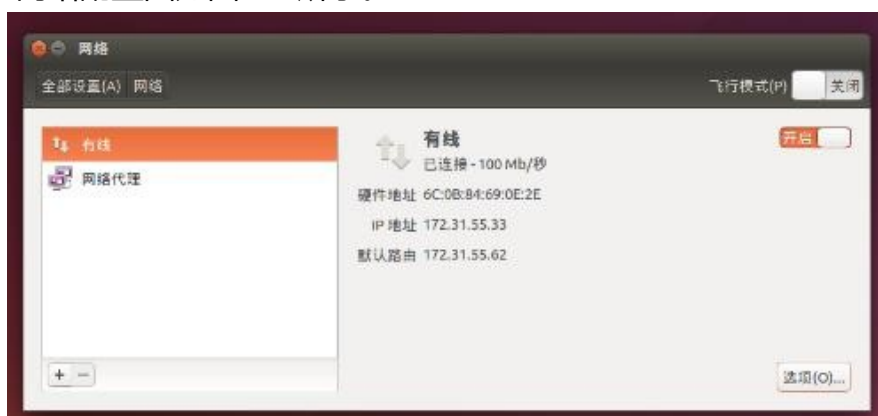 网络
全部设置(A) 网络
飞行模式(P) 关闭
有线
网络代理
有线
开启
已连接 - 100 Mb/秒
硬件地址 6C:0B:84:69:0E:2E
IP 地址 172.31.55.33
默认路由 172.31.55.62
+ −
选项(O)...